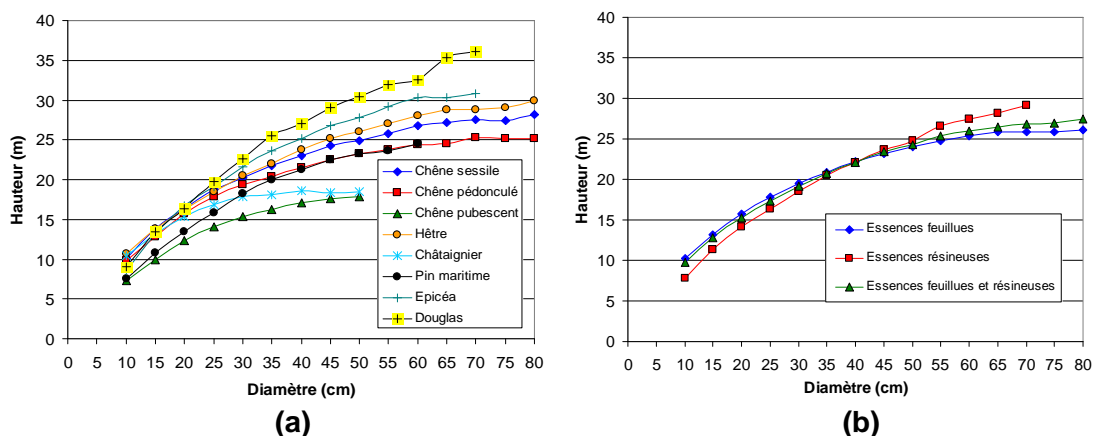 40
35
30
25
20
15
10
5
0
Hauteur (m)
0 5 10 15 20 25 30 35 40 45 50 55 60 65 70 75 80
Diamètre (cm)
Chêne sessile
Chêne pédonculé
Chêne pubescent
Hêtre
Châtaignier
Pin maritime
Epicéa
Douglas
(a)
40
35
30
25
20
15
10
5
0
Hauteur (m)
0 5 10 15 20 25 30 35 40 45 50 55 60 65 70 75 80
Diamètre (cm)
Essences feuillues
Essences résineuses
Essences feuillues et résineuses
(b)